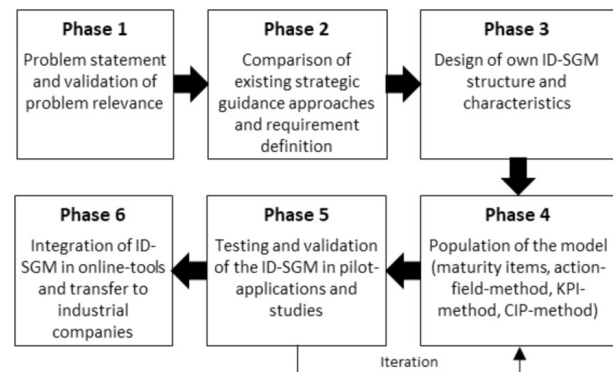 Phase 1
Problem statement
and validation of
problem relevance
Phase 2
Comparison of
existing strategic
guidance approaches
and requirement
definition
Phase 3
Design of own ID-SGM
structure and
characteristics
Phase 6
Integration of ID-
SGM in online-tools
and transfer to
industrial
companies
Phase 5
Testing and validation
of the ID-SGM in pilot-
applications and
studies
Phase 4
Population of the model
(maturity items, action-
field-method, KPI-
method, CIP-method)
Iteration